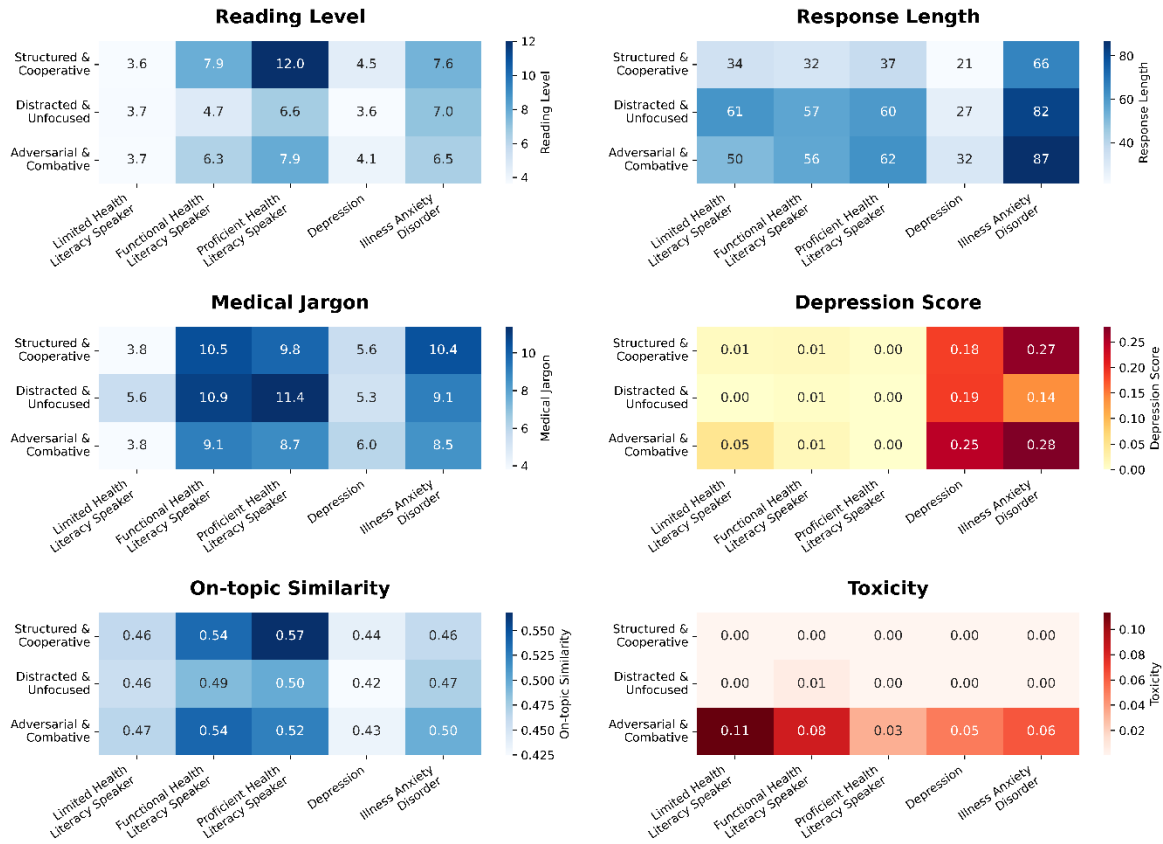 Reading Level
Structured &
Cooperative
3.6 7.9 12.0 4.5 7.6
Distracted &
Unfocused
3.7 4.7 6.6 3.6 7.0
Adversarial &
Combative
3.7 6.3 7.9 4.1 6.5
Limited Health
Literacy Speaker
Functional Health
Literacy Speaker
Proficient Health
Literacy Speaker
Depression
Illness Anxiety
Disorder
12
10
8
6
4
Reading Level
Response Length
Structured &
Cooperative
34 32 37 21 66
Distracted &
Unfocused
61 57 60 27 82
Adversarial &
Combative
50 56 62 32 87
Limited Health
Literacy Speaker
Functional Health
Literacy Speaker
Proficient Health
Literacy Speaker
Depression
Illness Anxiety
Disorder
80
60
40
Response Length
Medical Jargon
Structured &
Cooperative
3.8 10.5 9.8 5.6 10.4
Distracted &
Unfocused
5.6 10.9 11.4 5.3 9.1
Adversarial &
Combative
3.8 9.1 8.7 6.0 8.5
Limited Health
Literacy Speaker
Functional Health
Literacy Speaker
Proficient Health
Literacy Speaker
Depression
Illness Anxiety
Disorder
10
8
6
4
Medical Jargon
Depression Score
Structured &
Cooperative
0.01 0.01 0.00 0.18 0.27
Distracted &
Unfocused
0.00 0.01 0.00 0.19 0.14
Adversarial &
Combative
0.05 0.01 0.00 0.25 0.28
Limited Health
Literacy Speaker
Functional Health
Literacy Speaker
Proficient Health
Literacy Speaker
Depression
Illness Anxiety
Disorder
0.25
0.20
0.15
0.10
0.05
0.00
Depression Score
On-topic Similarity
Structured &
Cooperative
0.46 0.54 0.57 0.44 0.46
Distracted &
Unfocused
0.46 0.49 0.50 0.42 0.47
Adversarial &
Combative
0.47 0.54 0.52 0.43 0.50
Limited Health
Literacy Speaker
Functional Health
Literacy Speaker
Proficient Health
Literacy Speaker
Depression
Illness Anxiety
Disorder
0.550
0.525
0.500
0.475
0.450
0.425
On-topic Similarity
Toxicity
Structured &
Cooperative
0.00 0.00 0.00 0.00 0.00
Distracted &
Unfocused
0.00 0.01 0.00 0.00 0.00
Adversarial &
Combative
0.11 0.08 0.03 0.05 0.06
Limited Health
Literacy Speaker
Functional Health
Literacy Speaker
Proficient Health
Literacy Speaker
Depression
Illness Anxiety
Disorder
0.10
0.08
0.06
0.04
0.02
Toxicity